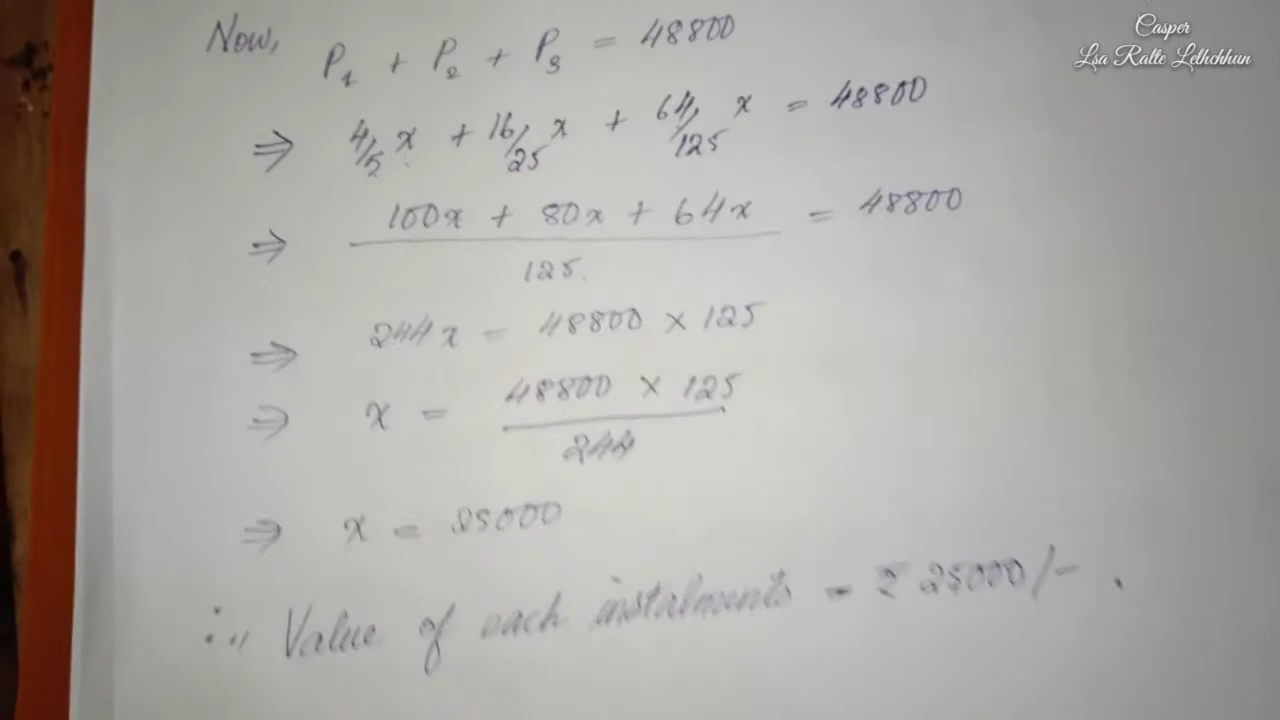 Casper
Lsa Ralte Lethchhun
Now, P₁ + P₂ + P₃ = 48800
⇒ 4/5 x + 16/25 x + 64/125 x = 48800
⇒ 100x + 80x + 64x = 48800
125.
⇒ 244x = 48800 × 125
⇒ x = 48800 × 125
244
⇒ x = 25000
∴ Value of each instalments = ₹ 25000/- .